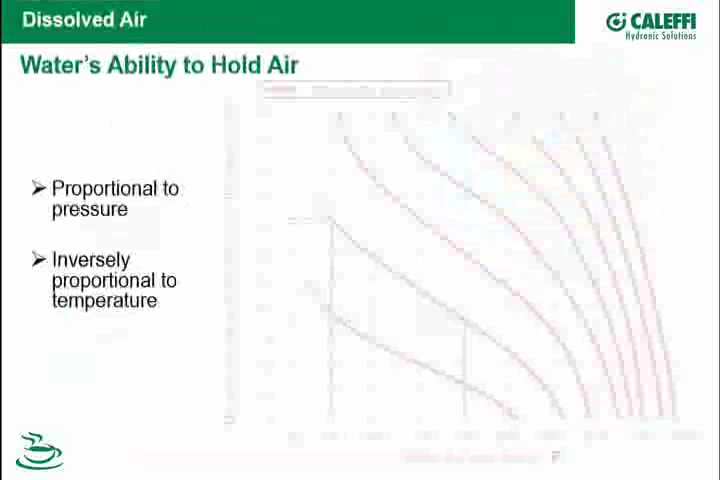 Dissolved Air
CALEFFI
Hydronic Solutions
Water's Ability to Hold Air
➢ Proportional to
pressure
➢ Inversely
proportional to
temperature
F